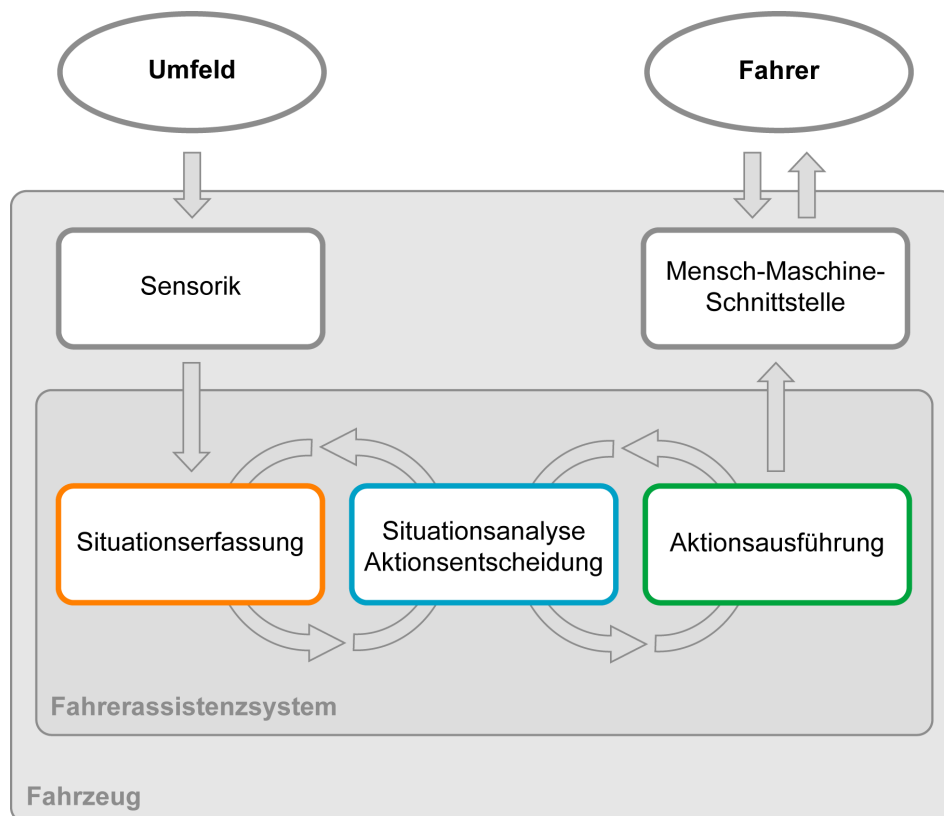 Umfeld
Fahrer
Sensorik
Mensch-Maschine-
Schnittstelle
Situationserfassung
Situationsanalyse
Aktionsentscheidung
Aktionsausführung
Fahrerassistenzsystem
Fahrzeug